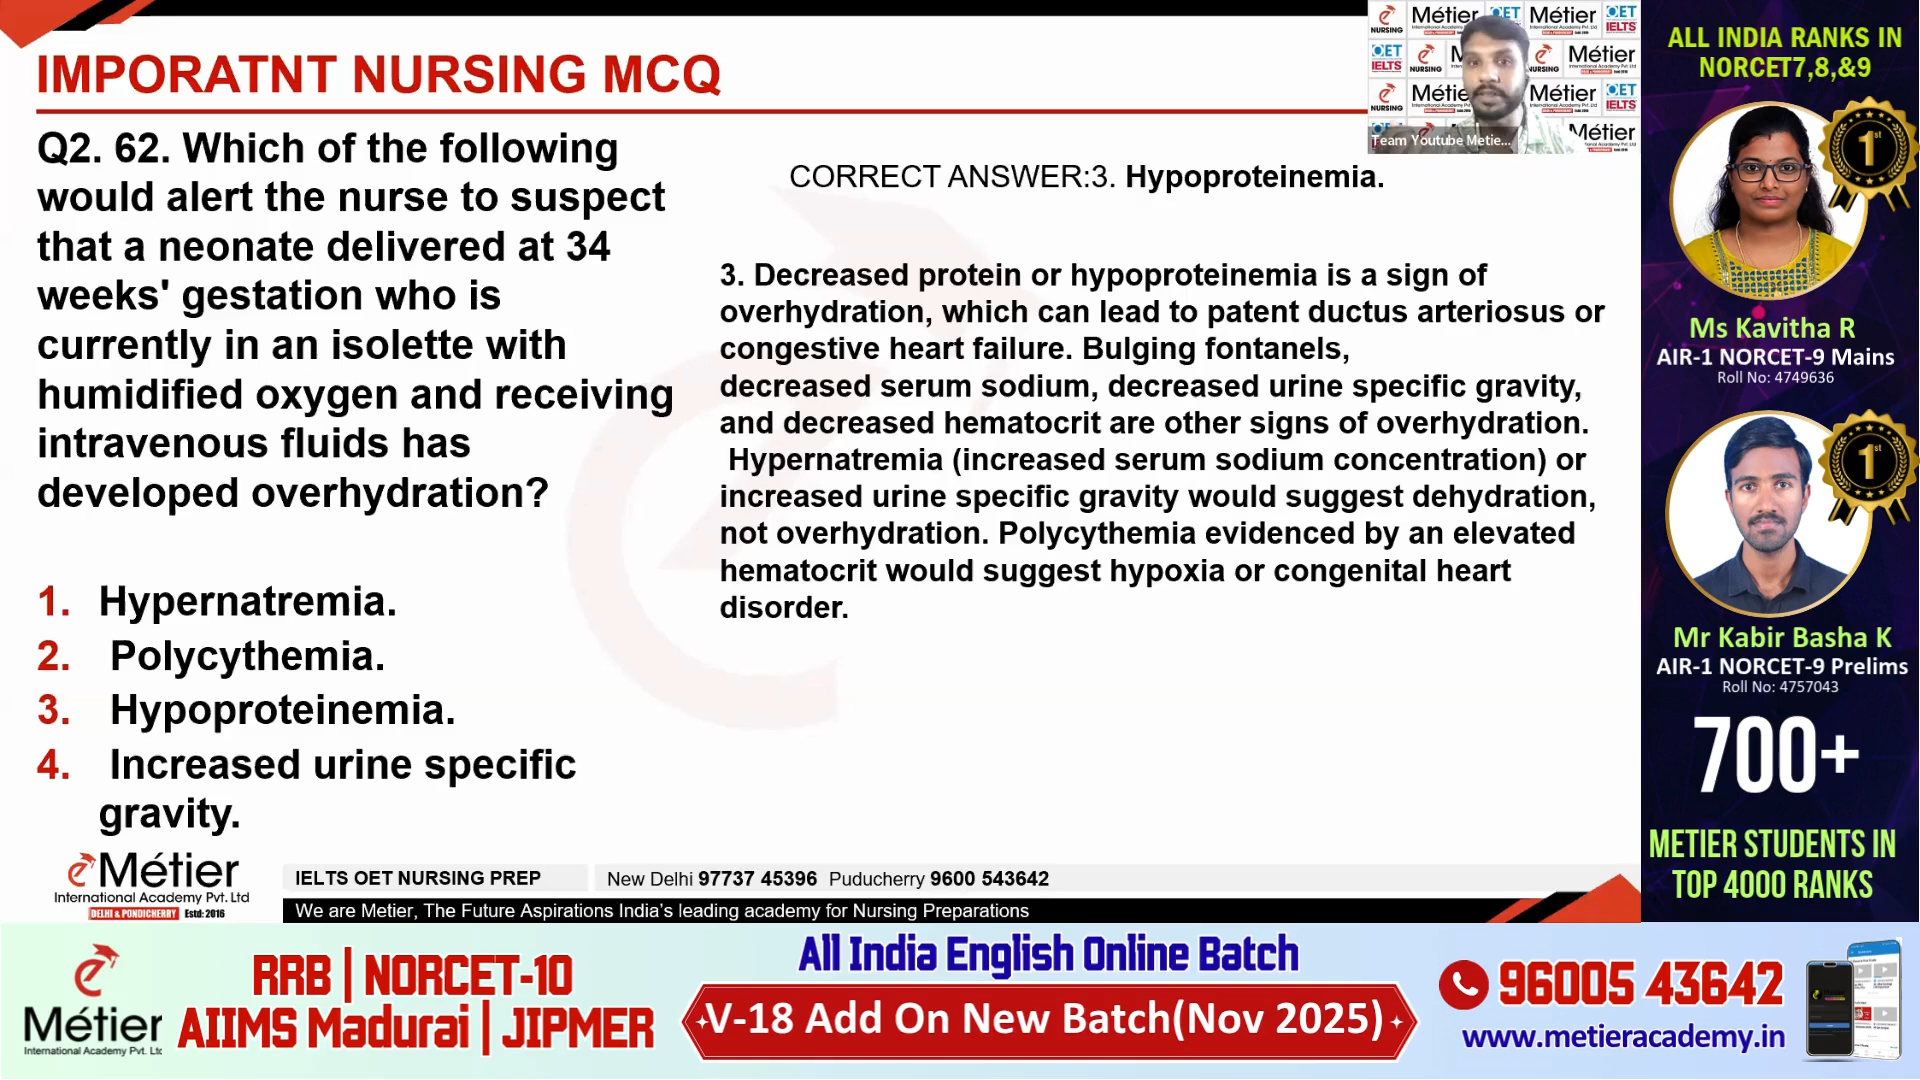 IMPORATNT NURSING MCQ
Q2. 62. Which of the following
would alert the nurse to suspect
that a neonate delivered at 34
weeks' gestation who is
currently in an isolette with
humidified oxygen and receiving
intravenous fluids has
developed overhydration?
1. Hypernatremia.
2. Polycythemia.
3. Hypoproteinemia.
4. Increased urine specific
gravity.
CORRECT ANSWER:3. Hypoproteinemia.
3. Decreased protein or hypoproteinemia is a sign of
overhydration, which can lead to patent ductus arteriosus or
congestive heart failure. Bulging fontanels,
decreased serum sodium, decreased urine specific gravity,
and decreased hematocrit are other signs of overhydration.
Hypernatremia (increased serum sodium concentration) or
increased urine specific gravity would suggest dehydration,
not overhydration. Polycythemia evidenced by an elevated
hematocrit would suggest hypoxia or congenital heart
disorder.
Team Youtube Metie...
ALL INDIA RANKS IN
NORCET7,8,&9
1st
Ms Kavitha R
AIR-1 NORCET-9 Mains
Roll No: 4749636
1st
Mr Kabir Basha K
AIR-1 NORCET-9 Prelims
Roll No: 4757043
700+
METIER STUDENTS IN
TOP 4000 RANKS
Métier
International Academy Pvt. Ltd
DELHI & PONDICHERRY Estd: 2016
IELTS OET NURSING PREP
New Delhi 97737 45396 Puducherry 9600 543642
We are Metier, The Future Aspirations India's leading academy for Nursing Preparations
Métier
International Academy Pvt. Ltd
RRB | NORCET-10
AIIMS Madurai | JIPMER
All India English Online Batch
V-18 Add On New Batch(Nov 2025)
96005 43642
www.metieracademy.in